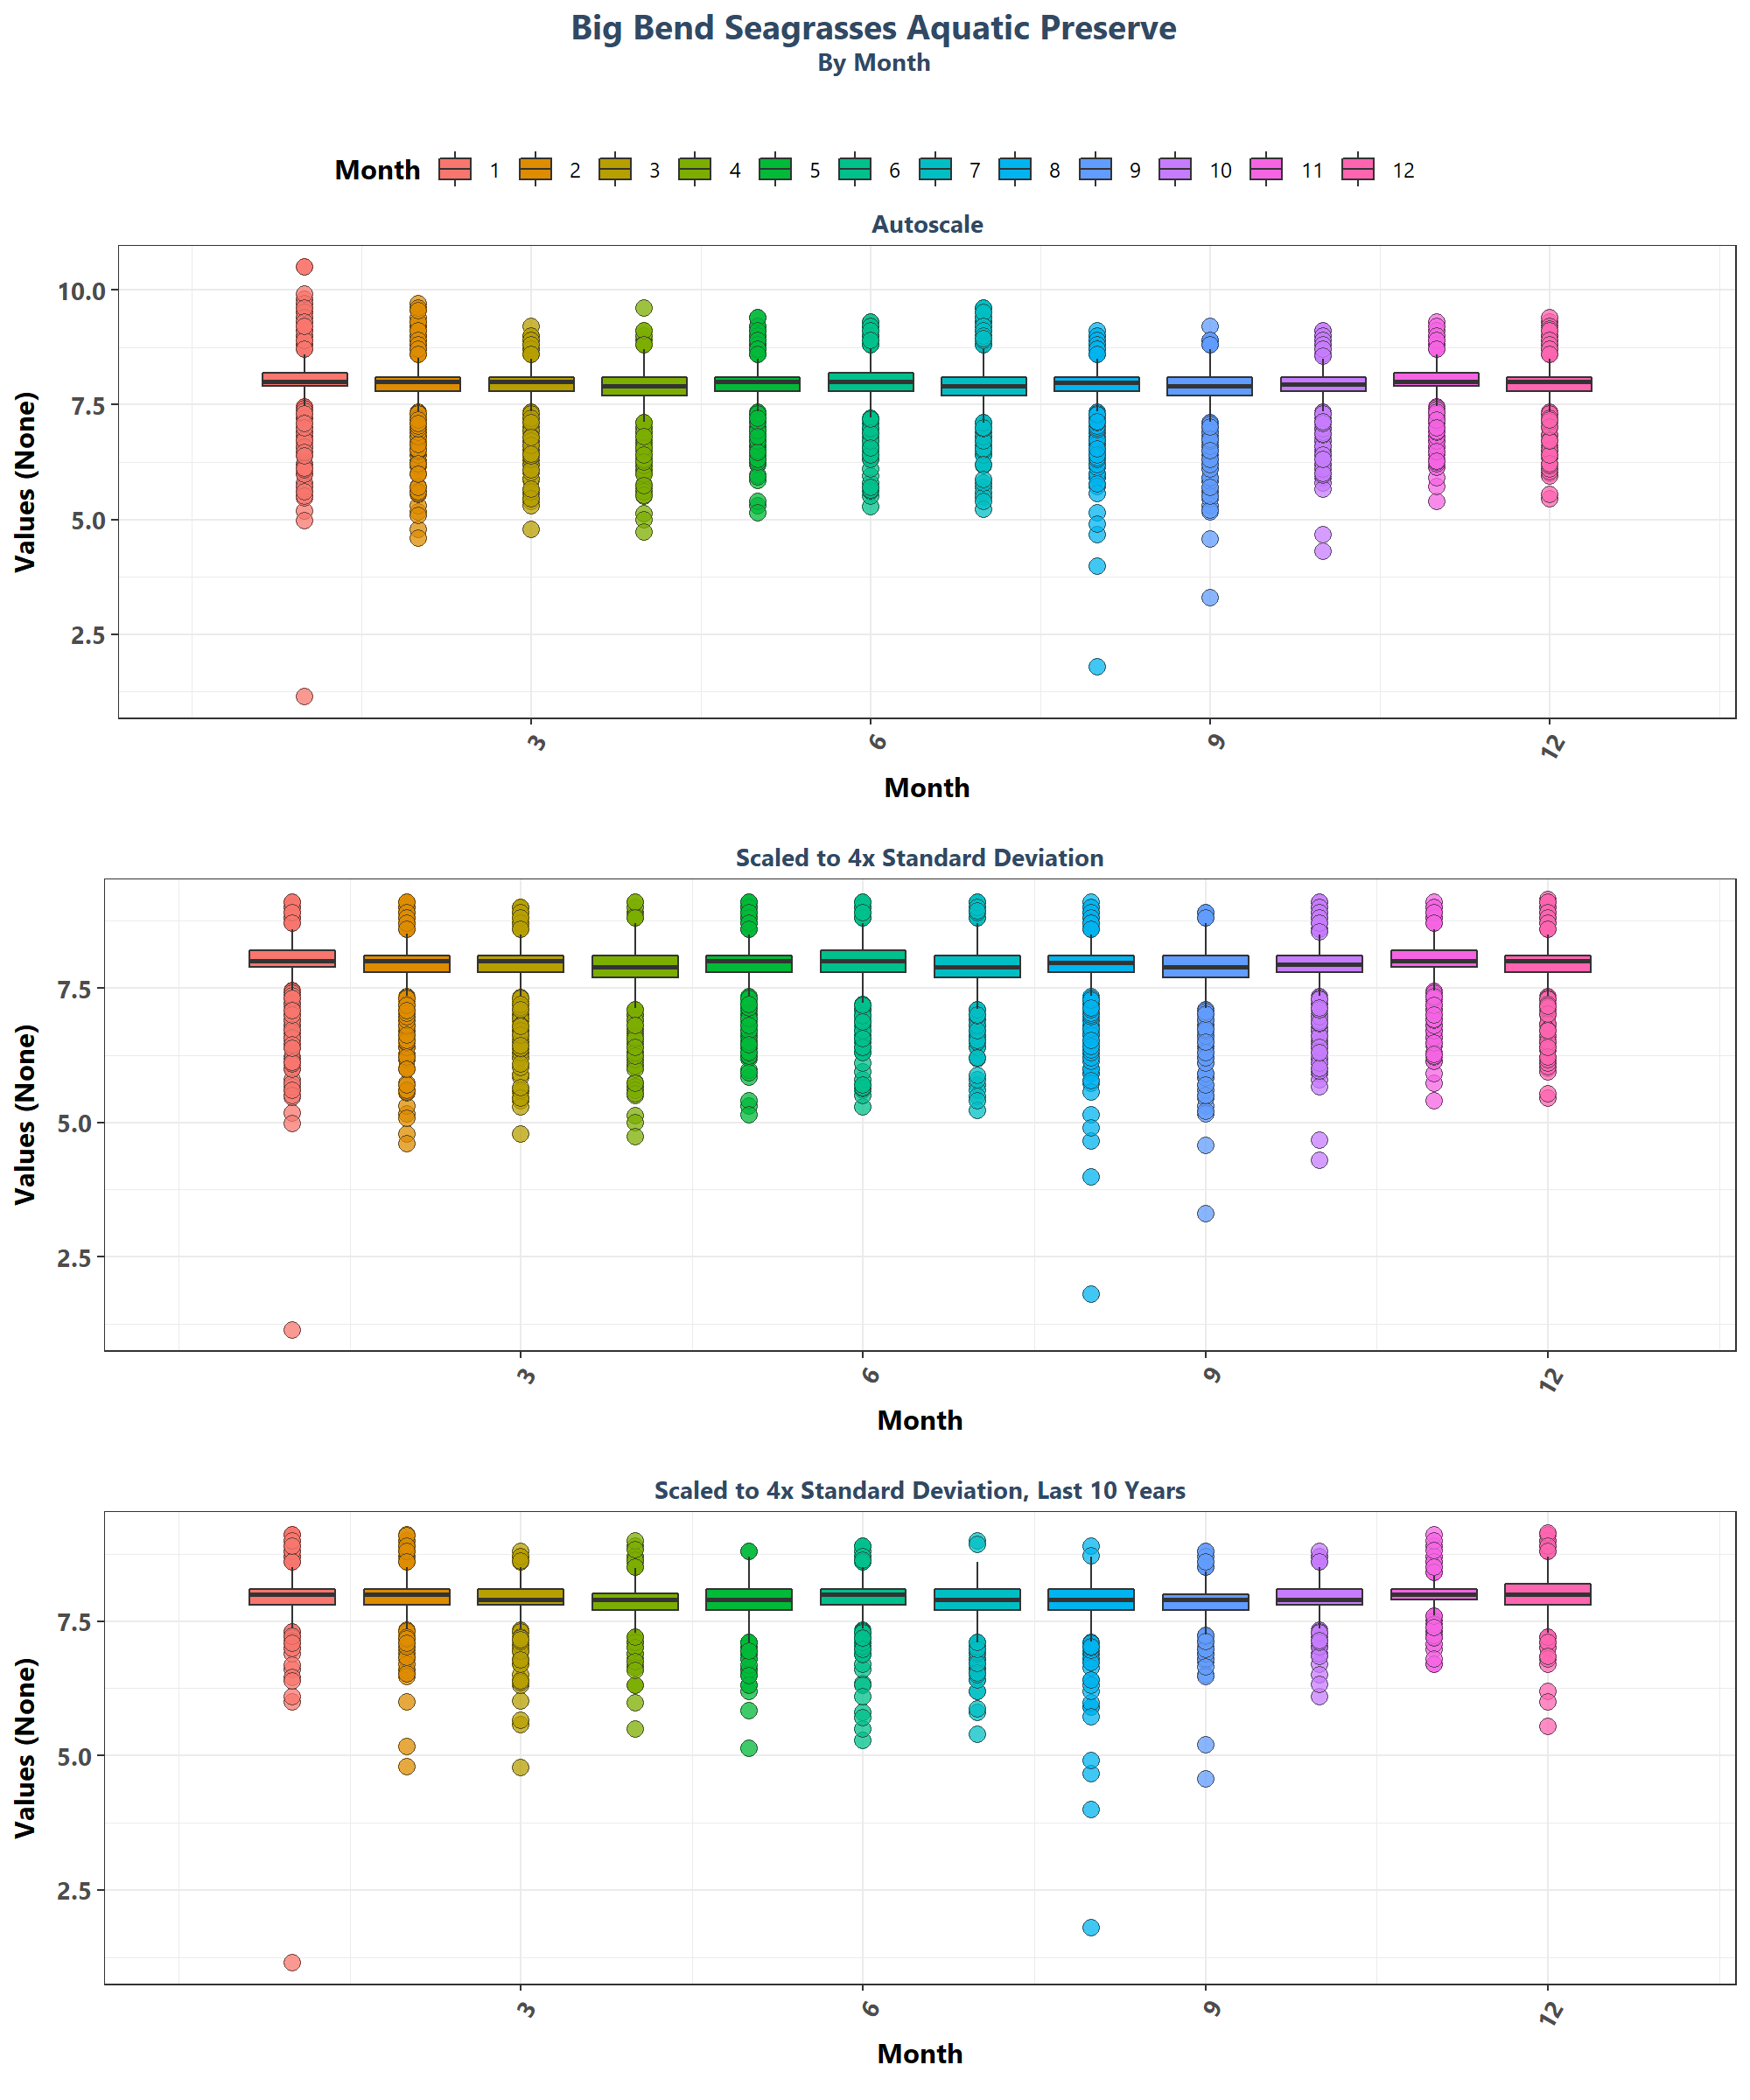 Big Bend Seagrasses Aquatic Preserve
By Month
Month 1 2 3 4 5 6 7 8 9 10 11 12
Autoscale
Values (None)
10.0
7.5
5.0
2.5
3 6 9 12
Month
Scaled to 4x Standard Deviation
Values (None)
7.5
5.0
2.5
3 6 9 12
Month
Scaled to 4x Standard Deviation, Last 10 Years
Values (None)
7.5
5.0
2.5
3 6 9 12
Month